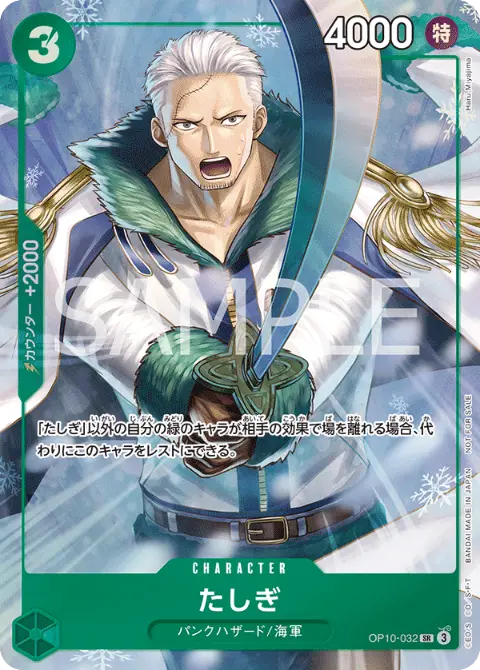 3
4000
特
Haru Miyajima
カウンター +2000
SAMPLE
「たしぎ」以外の自分の緑のキャラが相手の効果で場を離れる場合、代
わりにこのキャラをレストにできる。
CHARACTER
たしぎ
パンクハザード/海軍
OP10-032 SR 3
BANDAI MADE IN JAPAN NOT FOR SALE